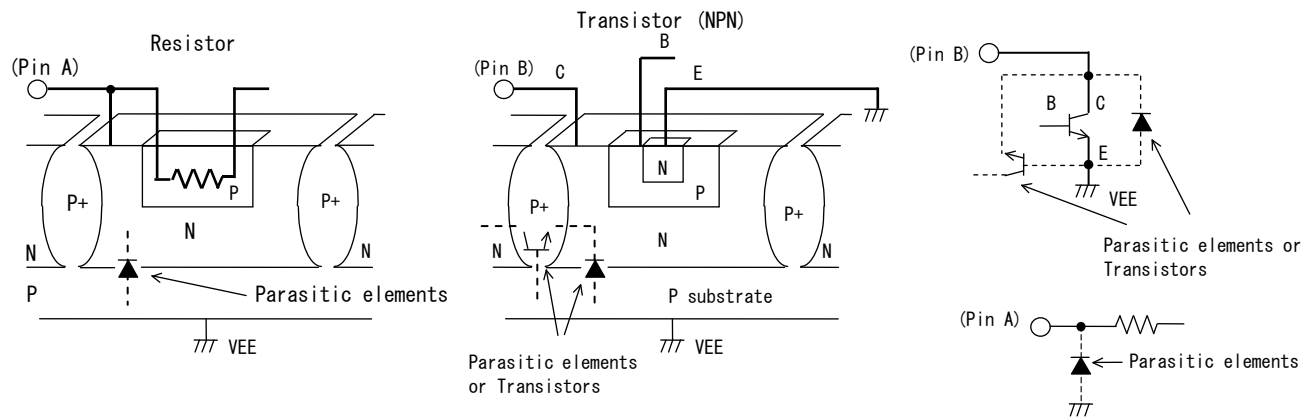 Resistor
(Pin A)
P+
P
P+
N
N
N
P
Parasitic elements
VEE
Transistor (NPN)
B
(Pin B)
C
E
N
P
P+
P+
N
N
N
P substrate
VEE
Parasitic elements
or Transistors
(Pin B)
B
C
E
VEE
Parasitic elements or
Transistors
(Pin A)
Parasitic elements